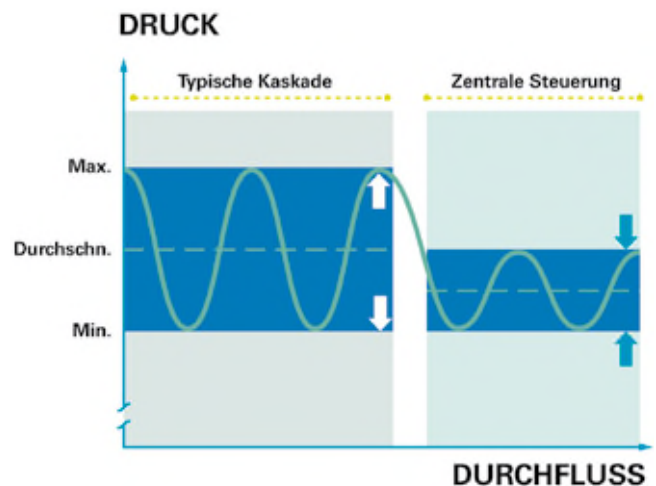 DRUCK
Typische Kaskade
Zentrale Steuerung
Max.
Durchschn.
Min.
DURCHFLUSS